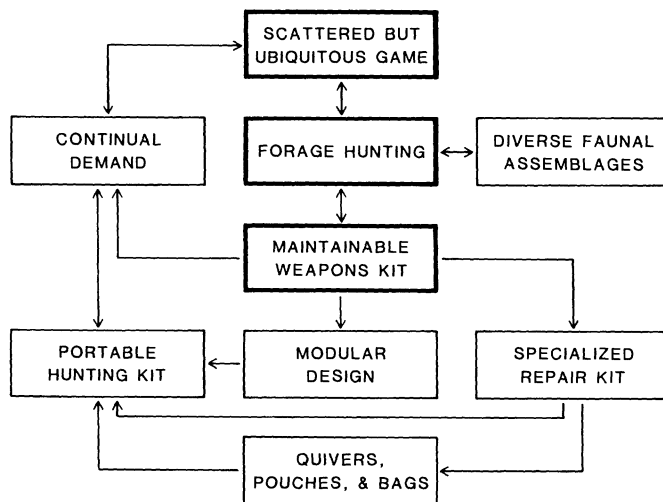 SCATTERED BUT
UBIQUITOUS GAME
CONTINUAL
DEMAND
FORAGE HUNTING
DIVERSE FAUNAL
ASSEMBLAGES
MAINTAINABLE
WEAPONS KIT
PORTABLE
HUNTING KIT
MODULAR
DESIGN
SPECIALIZED
REPAIR KIT
QUIVERS,
POUCHES, & BAGS